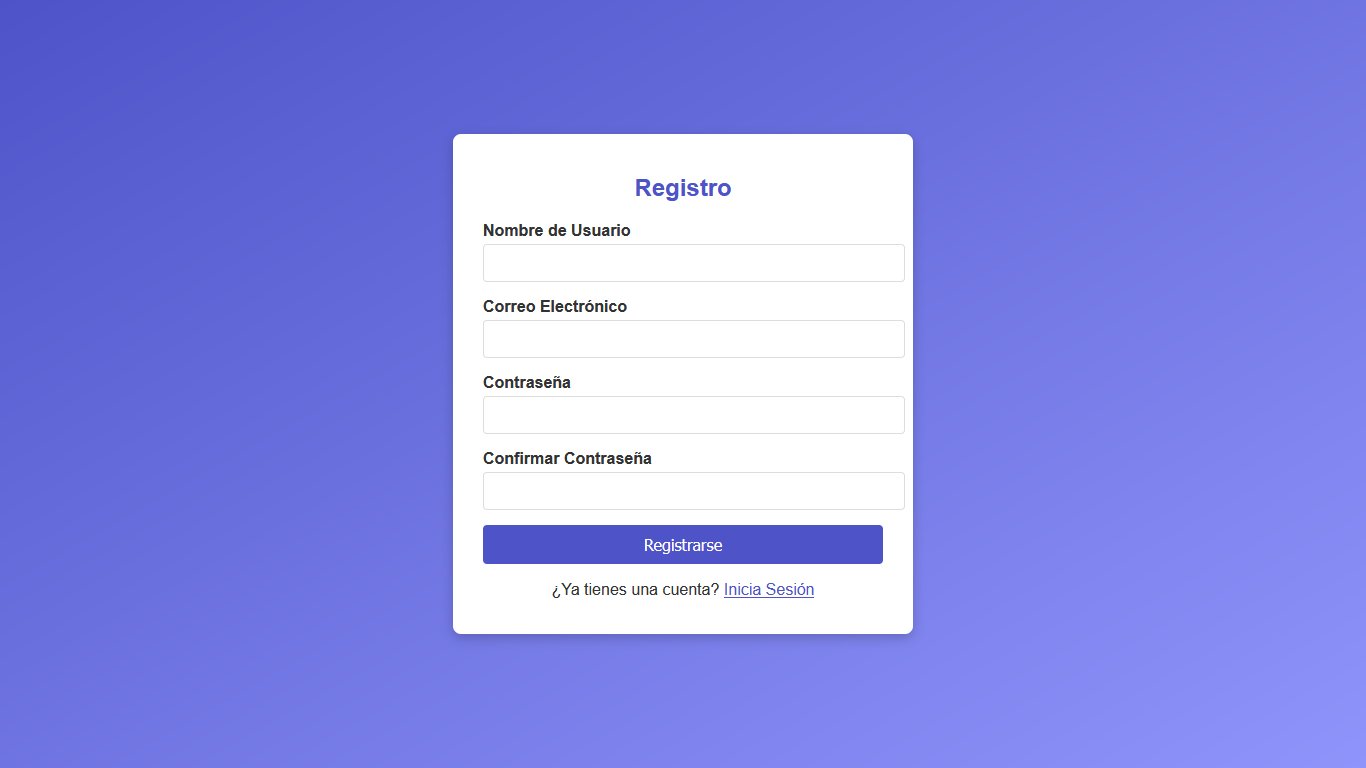 Registro
Nombre de Usuario
Correo Electrónico
Contraseña
Confirmar Contraseña
Registrarse
¿Ya tienes una cuenta? Inicia Sesión